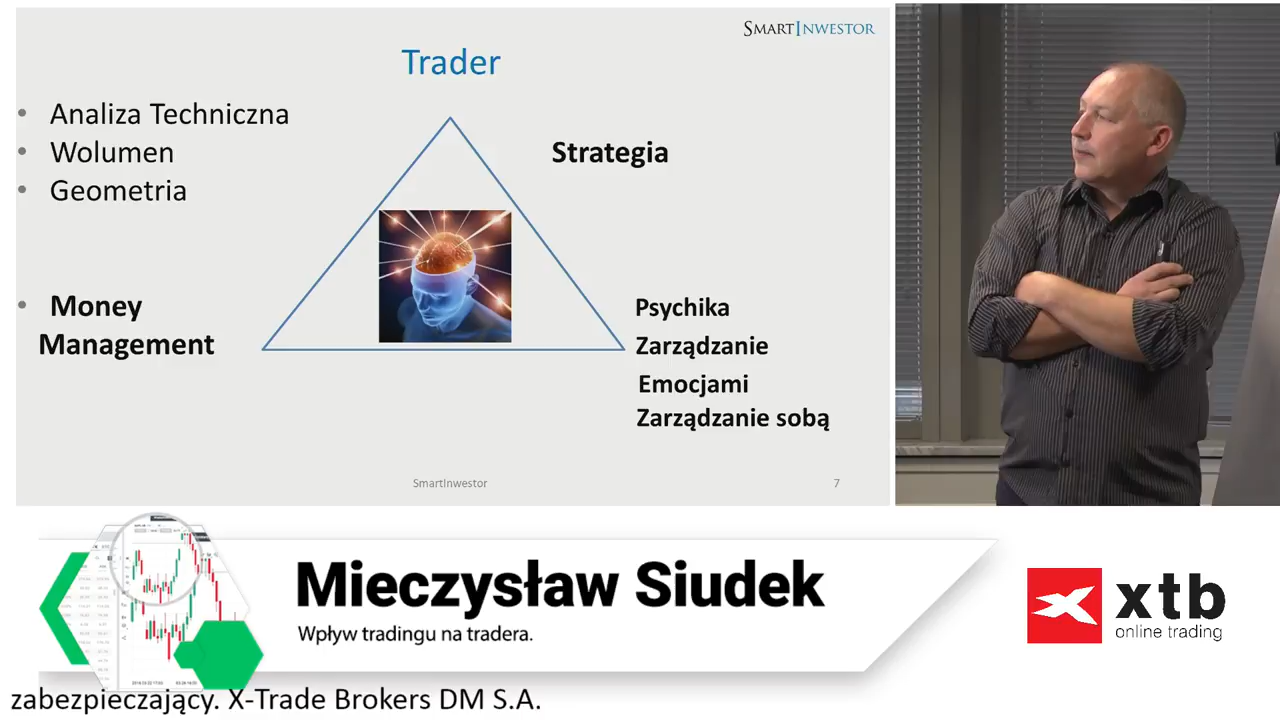 SMARTINWESTOR
Trader
• Analiza Techniczna
• Wolumen
• Geometria
Strategia
• Money
Management
Psychika
Zarządzanie
Emocjami
Zarządzanie sobą
SmartInwestor
7
Mieczysław Siudek
Wpływ tradingu na tradera.
xtb
online trading
zabezpieczający. X-Trade Brokers DM S.A.